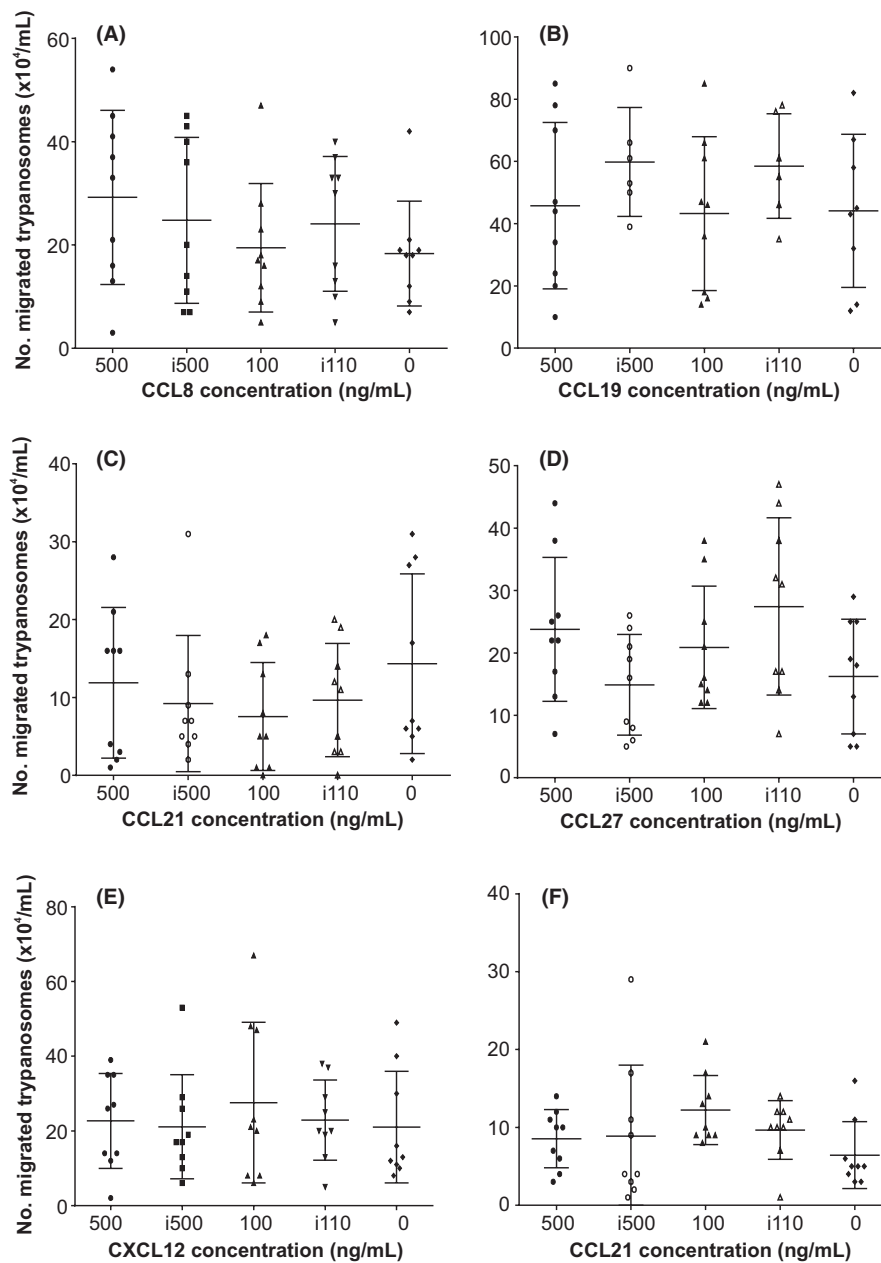 (A)
No. migrated trypanosomes (x10⁴/mL)
60
40
20
0
500 i500 100 i110 0
CCL8 concentration (ng/mL)
(B)
100
80
60
40
20
0
500 i500 100 i110 0
CCL19 concentration (ng/mL)
(C)
No. migrated trypanosomes (x10⁴/mL)
40
30
20
10
0
500 i500 100 i110 0
CCL21 concentration (ng/mL)
(D)
50
40
30
20
10
0
500 i500 100 i110 0
CCL27 concentration (ng/mL)
(E)
No. migrated trypanosomes (x10⁴/mL)
80
60
40
20
0
500 i500 100 i110 0
CXCL12 concentration (ng/mL)
(F)
40
30
20
10
0
500 i500 100 i110 0
CCL21 concentration (ng/mL)